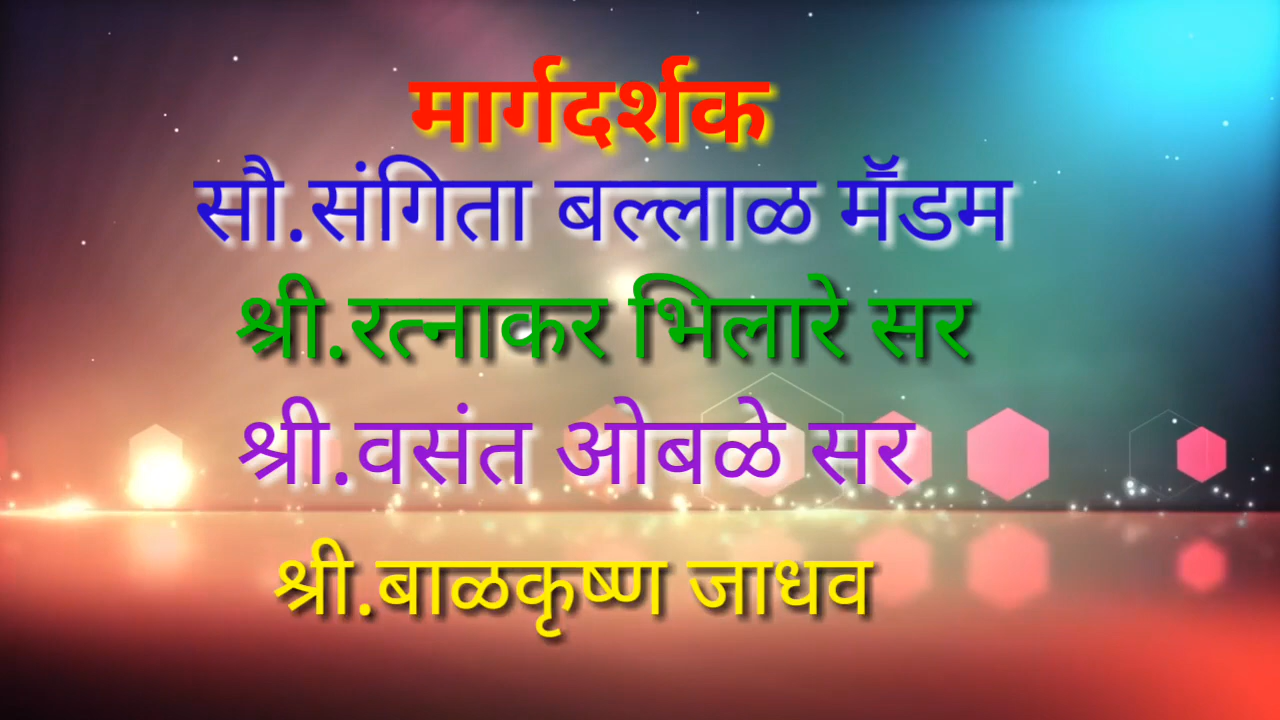 मार्गदर्शक
सौ.संगिता बल्लाळ मॅडम
श्री.रत्नाकर भिलारे सर
श्री.वसंत ओबळे सर
श्री.बाळकृष्ण जाधव